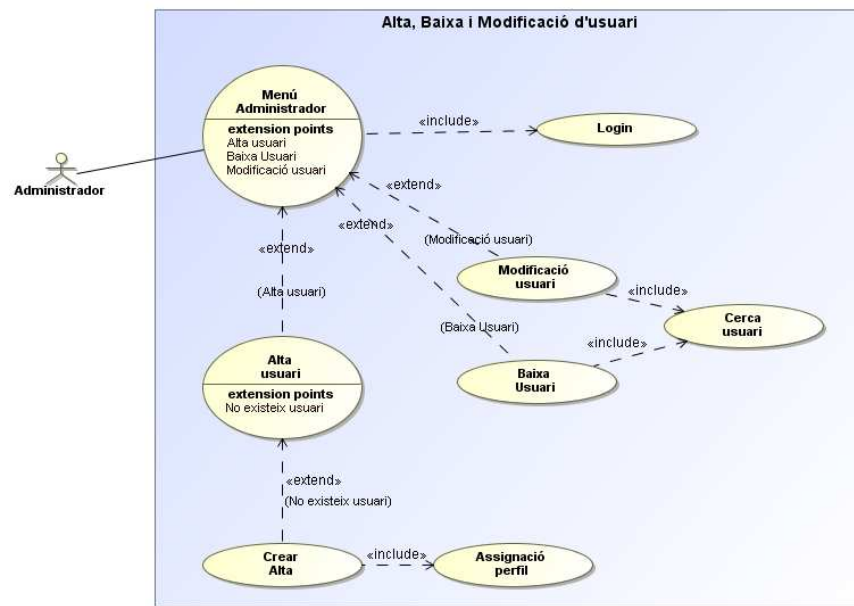 Alta, Baixa i Modificació d'usuari
Menú
Administrador
extension points
Alta usuari
Baixa Usuari
Modificació usuari
«include»
Login
Administrador
«extend»
«extend»
«extend»
(Modificació usuari)
(Alta usuari)
Modificació
usuari
«include»
(Baixa Usuari)
Cerca
usuari
«include»
Alta
usuari
extension points
No existeix usuari
Baixa
Usuari
«extend»
(No existeix usuari)
Crear
Alta
«include»
Assignació
perfil